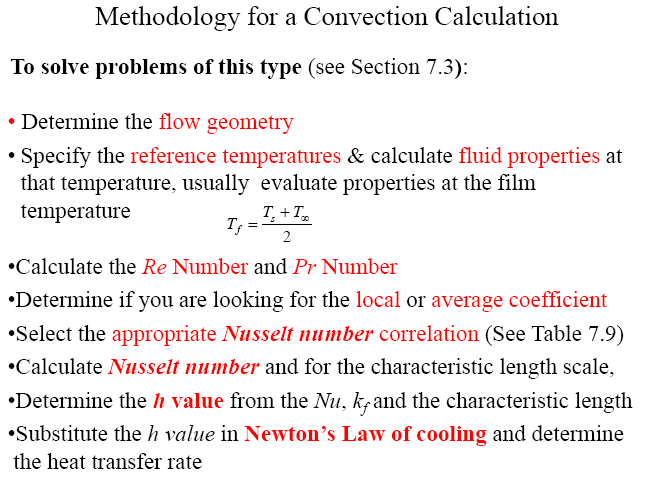 Methodology for a Convection Calculation
To solve problems of this type (see Section 7.3):
• Determine the flow geometry
• Specify the reference temperatures & calculate fluid properties at
that temperature, usually evaluate properties at the film
temperature
T_f = (T_s + T_∞) / 2
•Calculate the Re Number and Pr Number
•Determine if you are looking for the local or average coefficient
•Select the appropriate Nusselt number correlation (See Table 7.9)
•Calculate Nusselt number and for the characteristic length scale,
•Determine the h value from the Nu, k_f and the characteristic length
•Substitute the h value in Newton's Law of cooling and determine
the heat transfer rate